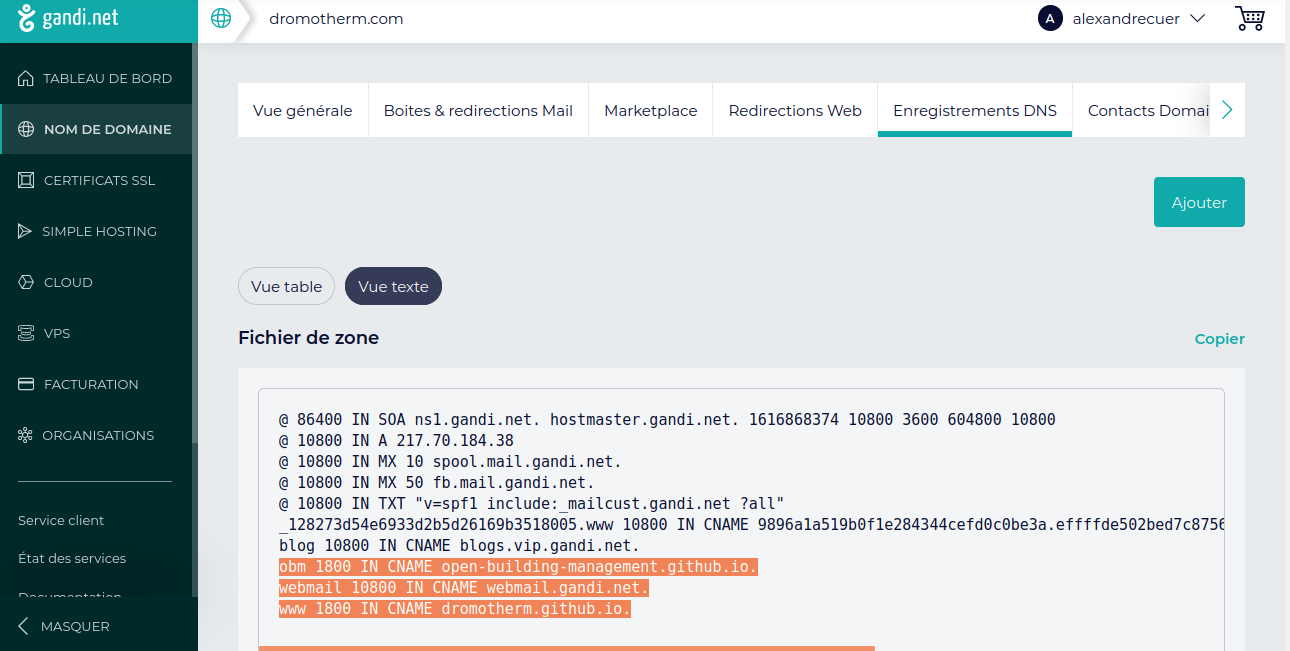 gandi.net
dromotherm.com
A alexandrecuer
TABLEAU DE BORD
NOM DE DOMAINE
CERTIFICATS SSL
SIMPLE HOSTING
CLOUD
VPS
FACTURATION
ORGANISATIONS
Service client
État des services
Documentation
MASQUER
Vue générale
Boites & redirections Mail
Marketplace
Redirections Web
Enregistrements DNS
Contacts Domai
Ajouter
Vue table
Vue texte
Fichier de zone
Copier
@ 86400 IN SOA ns1.gandi.net. hostmaster.gandi.net. 1616868374 10800 3600 604800 10800
@ 10800 IN A 217.70.184.38
@ 10800 IN MX 10 spool.mail.gandi.net.
@ 10800 IN MX 50 fb.mail.gandi.net.
@ 10800 IN TXT "v=spf1 include:_mailcust.gandi.net ?all"
_128273d54e6933d2b5d26169b3518005.www 10800 IN CNAME 9896a1a519b0f1e284344cefd0c0be3a.effffde502bed7c8756
blog 10800 IN CNAME blogs.vip.gandi.net.
obm 1800 IN CNAME open-building-management.github.io.
webmail 10800 IN CNAME webmail.gandi.net.
www 1800 IN CNAME dromotherm.github.io.